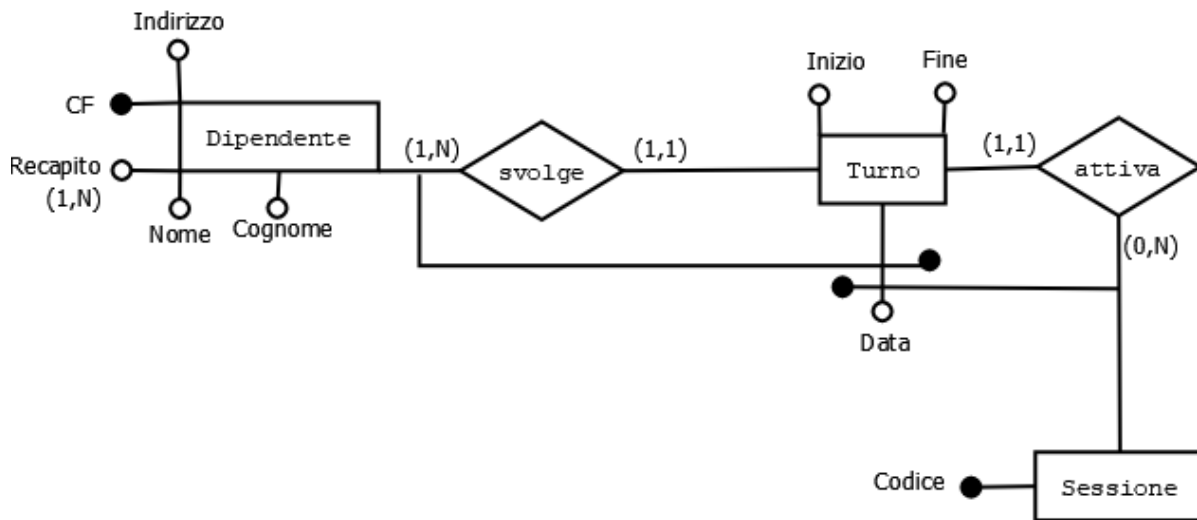 Indirizzo
Inizio
Fine
CF
Dipendente
(1,N)
(1,1)
(1,1)
Recapito
(1,N)
svolge
Turno
attiva
Nome
Cognome
(0,N)
Data
Codice
Sessione